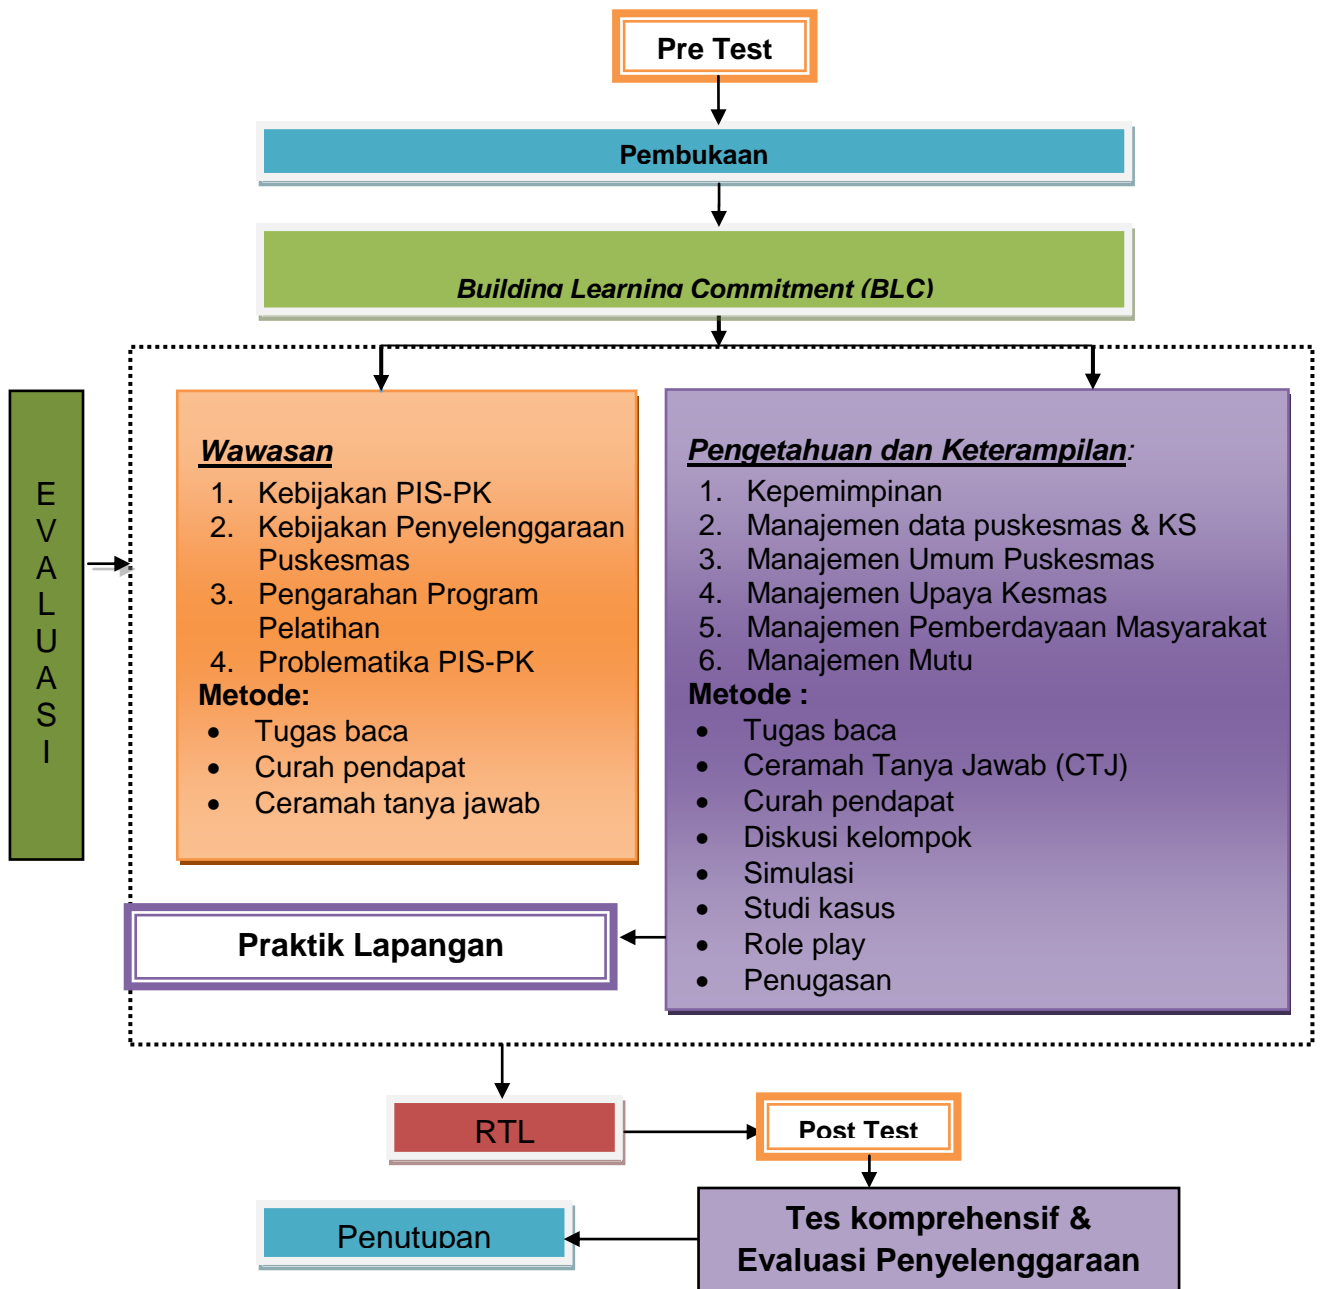 Pre Test
Pembukaan
Building Learning Commitment (BLC)
E
V
A
L
U
A
S
I
Wawasan
1. Kebijakan PIS-PK
2. Kebijakan Penyelenggaraan
Puskesmas
3. Pengarahan Program
Pelatihan
4. Problematika PIS-PK
Metode:
• Tugas baca
• Curah pendapat
• Ceramah tanya jawab
Pengetahuan dan Keterampilan:
1. Kepemimpinan
2. Manajemen data puskesmas & KS
3. Manajemen Umum Puskesmas
4. Manajemen Upaya Kesmas
5. Manajemen Pemberdayaan Masyarakat
6. Manajemen Mutu
Metode :
• Tugas baca
• Ceramah Tanya Jawab (CTJ)
• Curah pendapat
• Diskusi kelompok
• Simulasi
• Studi kasus
• Role play
• Penugasan
Praktik Lapangan
RTL
Post Test
Tes komprehensif &
Evaluasi Penyelenggaraan
Penutupan